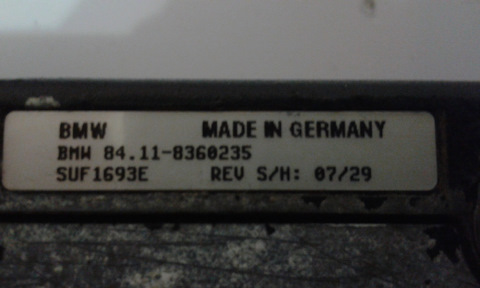 BMW MADE IN GERMANY
BMW 84.11-8360235
SUF1693E REV S/H: 07/29